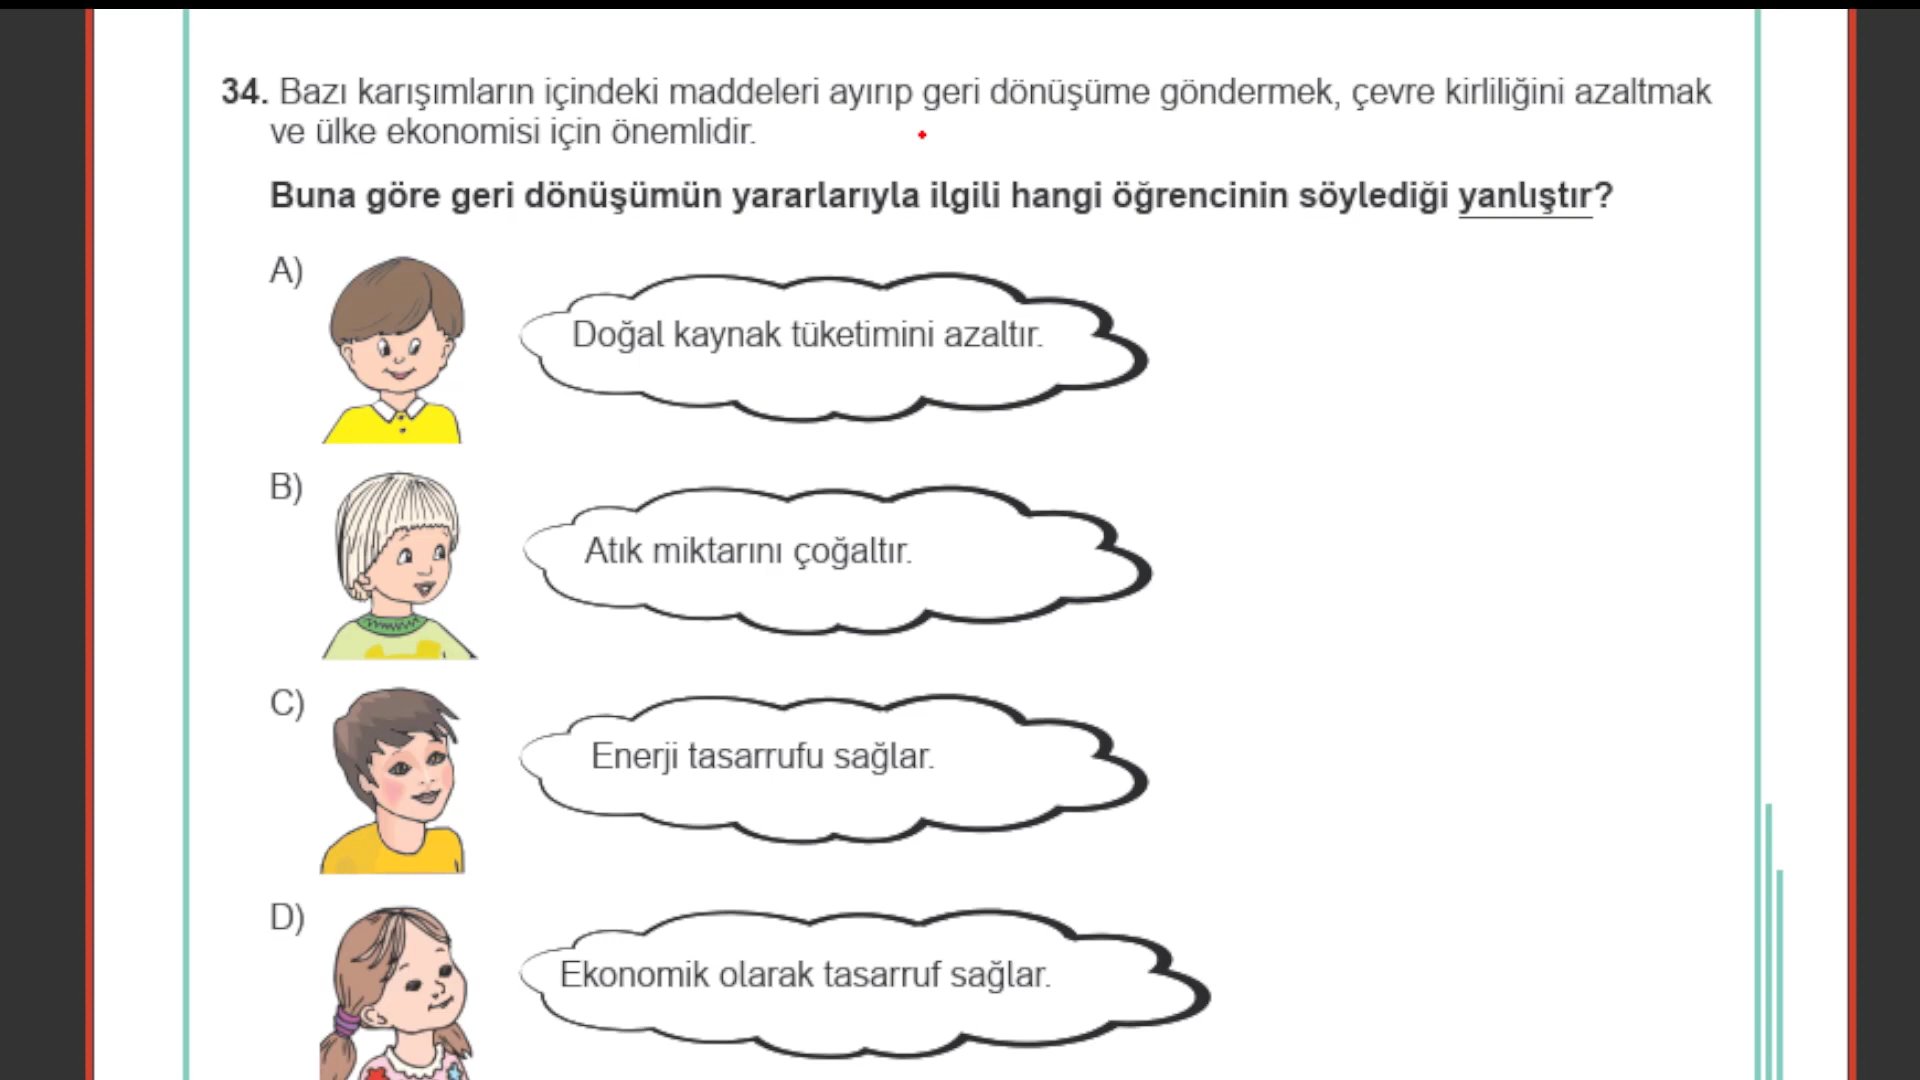 34. Bazı karışımların içindeki maddeleri ayırıp geri dönüşüme göndermek, çevre kirliliğini azaltmak
ve ülke ekonomisi için önemlidir.
Buna göre geri dönüşümün yararlarıyla ilgili hangi öğrencinin söylediği yanlıştır?
A)
Doğal kaynak tüketimini azaltır.
B)
Atık miktarını çoğaltır.
C)
Enerji tasarrufu sağlar.
D)
Ekonomik olarak tasarruf sağlar.